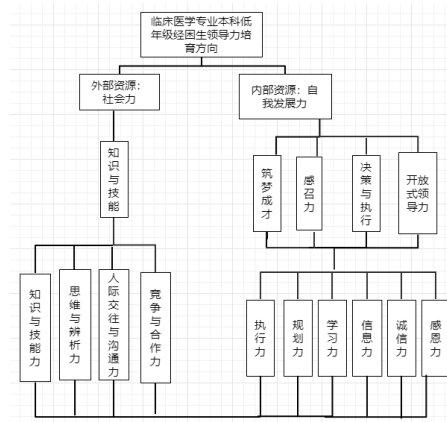 临床医学专业本科低
年级经困生领导力培
育方向
外部资源：
社会力
内部资源：自
我发展力
知识与技能
筑梦成才
感召力
决策与执行
开放
式领
导力
知识与技能力
思维与辨析力
人际交往与沟通力
竞争与合作力
执行力
规划力
学习力
信息力
诚信力
感恩力